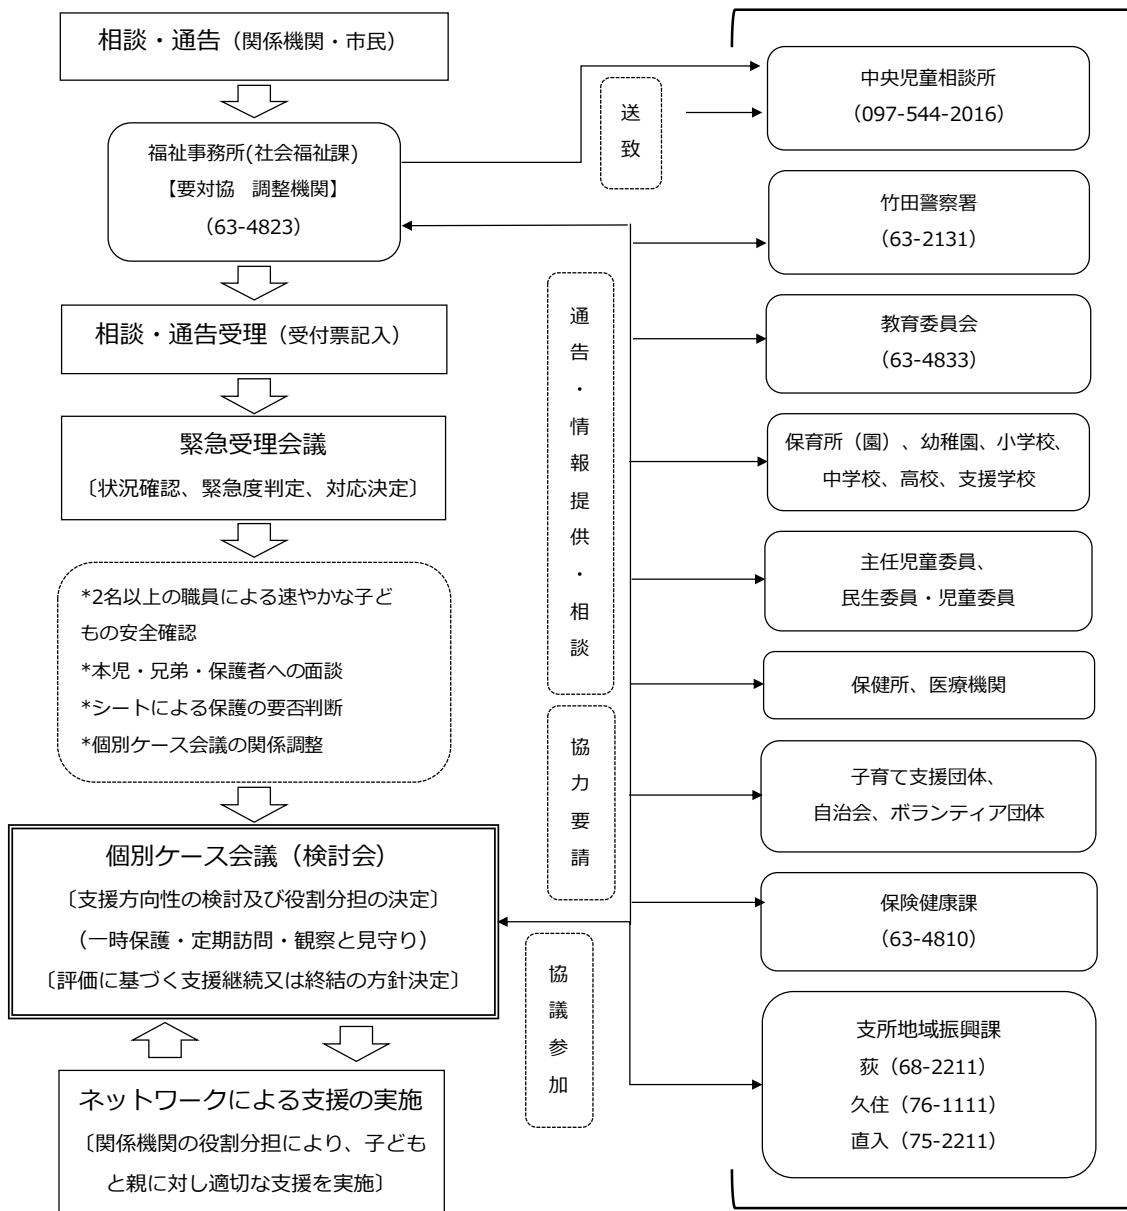 相談・通告（関係機関・市民）
福祉事務所(社会福祉課)
【要対協　調整機関】
（63-4823）
相談・通告受理（受付票記入）
緊急受理会議
〔状況確認、緊急度判定、対応決定〕
*2名以上の職員による速やかな子ど
もの安全確認
*本児・兄弟・保護者への面談
*シートによる保護の要否判断
*個別ケース会議の関係調整
個別ケース会議（検討会）
〔支援方向性の検討及び役割分担の決定〕
（一時保護・定期訪問・観察と見守り）
〔評価に基づく支援継続又は終結の方針決定〕
ネットワークによる支援の実施
〔関係機関の役割分担により、子ども
と親に対し適切な支援を実施〕
送致
通告・情報提供・相談
協力要請
協議参加
中央児童相談所
（097-544-2016）
竹田警察署
（63-2131）
教育委員会
（63-4833）
保育所（園）、幼稚園、小学校、
中学校、高校、支援学校
主任児童委員、
民生委員・児童委員
保健所、医療機関
子育て支援団体、
自治会、ボランティア団体
保険健康課
（63-4810）
支所地域振興課
荻（68-2211）
久住（76-1111）
直入（75-2211）